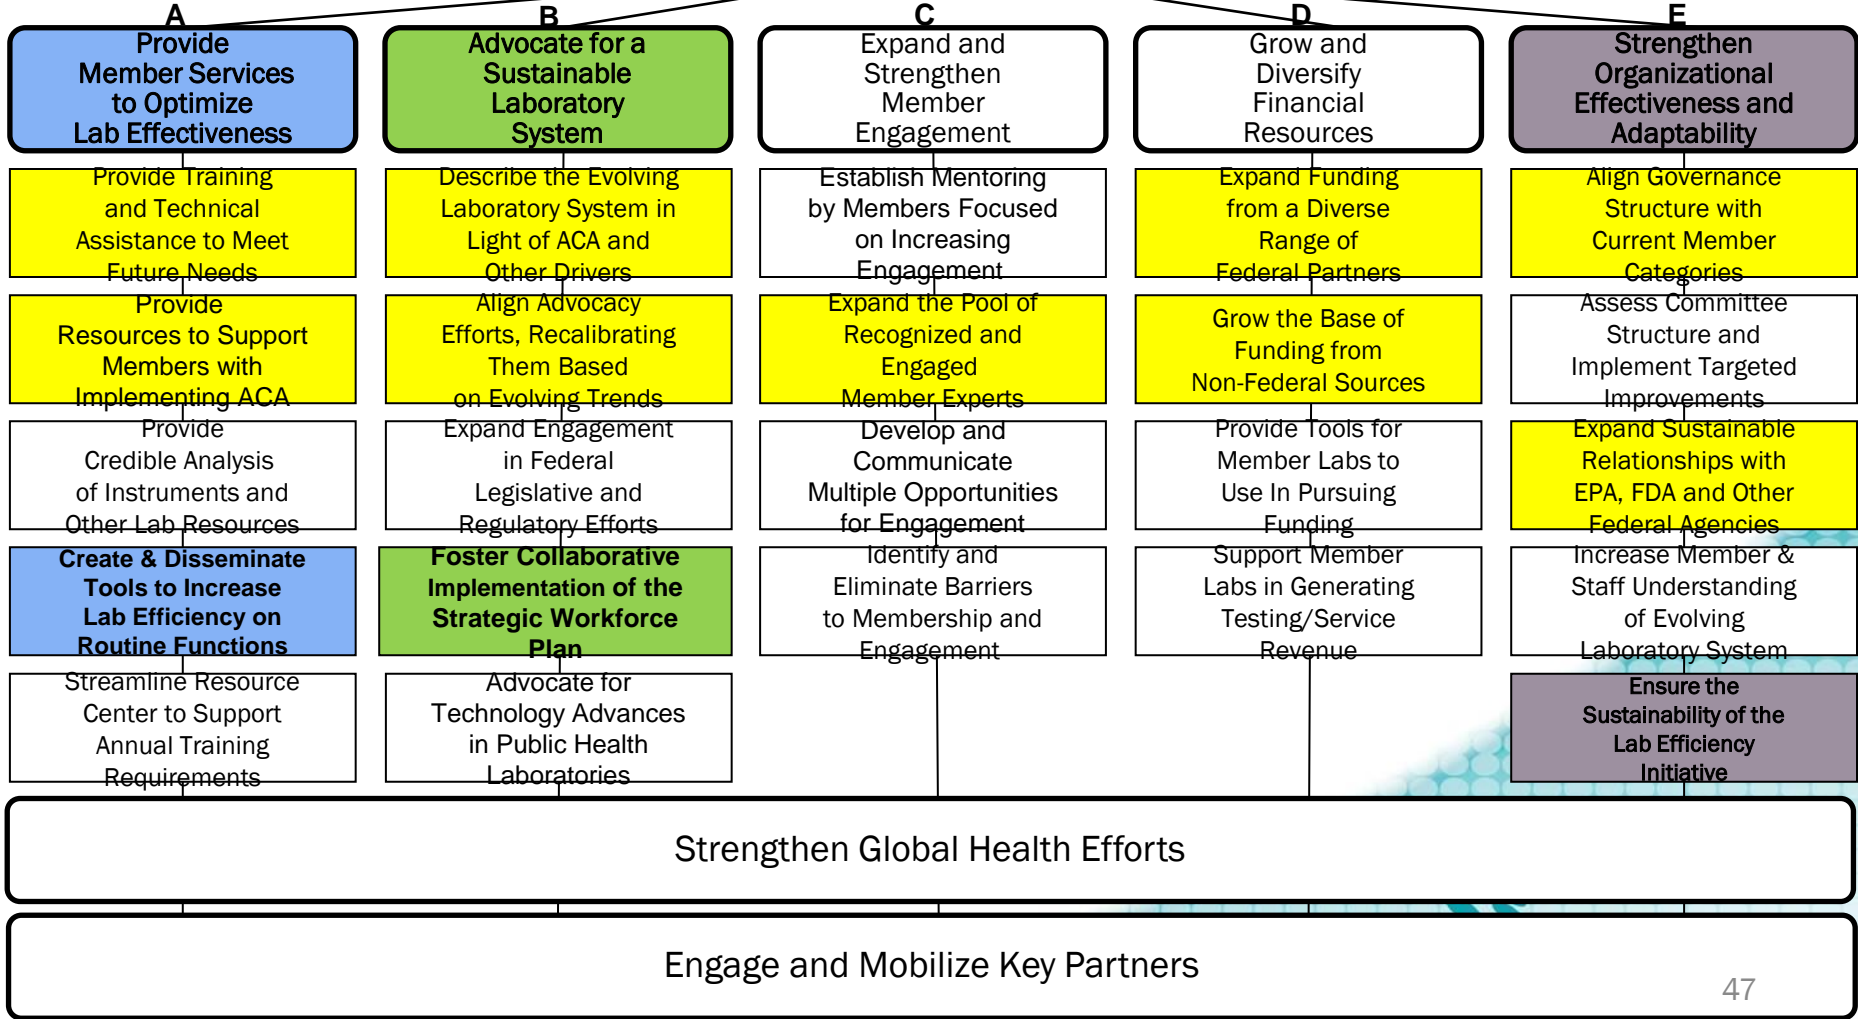 A
Provide
Member Services
to Optimize
Lab Effectiveness
Provide Training
and Technical
Assistance to Meet
Future Needs
Provide
Resources to Support
Members with
Implementing ACA
Provide
Credible Analysis
of Instruments and
Other Lab Resources
Create & Disseminate
Tools to Increase
Lab Efficiency on
Routine Functions
Streamline Resource
Center to Support
Annual Training
Requirements
B
Advocate for a
Sustainable
Laboratory
System
Describe the Evolving
Laboratory System in
Light of ACA and
Other Drivers
Align Advocacy
Efforts, Recalibrating
Them Based
on Evolving Trends
Expand Engagement
in Federal
Legislative and
Regulatory Efforts
Foster Collaborative
Implementation of the
Strategic Workforce
Plan
Advocate for
Technology Advances
in Public Health
Laboratories
C
Expand and
Strengthen
Member
Engagement
Establish Mentoring
by Members Focused
on Increasing
Engagement
Expand the Pool of
Recognized and
Engaged
Member Experts
Develop and
Communicate
Multiple Opportunities
for Engagement
Identify and
Eliminate Barriers
to Membership and
Engagement
D
Grow and
Diversify
Financial
Resources
Expand Funding
from a Diverse
Range of
Federal Partners
Grow the Base of
Funding from
Non-Federal Sources
Provide Tools for
Member Labs to
Use In Pursuing
Funding
Support Member
Labs in Generating
Testing/Service
Revenue
E
Strengthen
Organizational
Effectiveness and
Adaptability
Align Governance
Structure with
Current Member
Categories
Assess Committee
Structure and
Implement Targeted
Improvements
Expand Sustainable
Relationships with
EPA, FDA and Other
Federal Agencies
Increase Member &
Staff Understanding
of Evolving
Laboratory System
Ensure the
Sustainability of the
Lab Efficiency
Initiative
Strengthen Global Health Efforts
Engage and Mobilize Key Partners
47